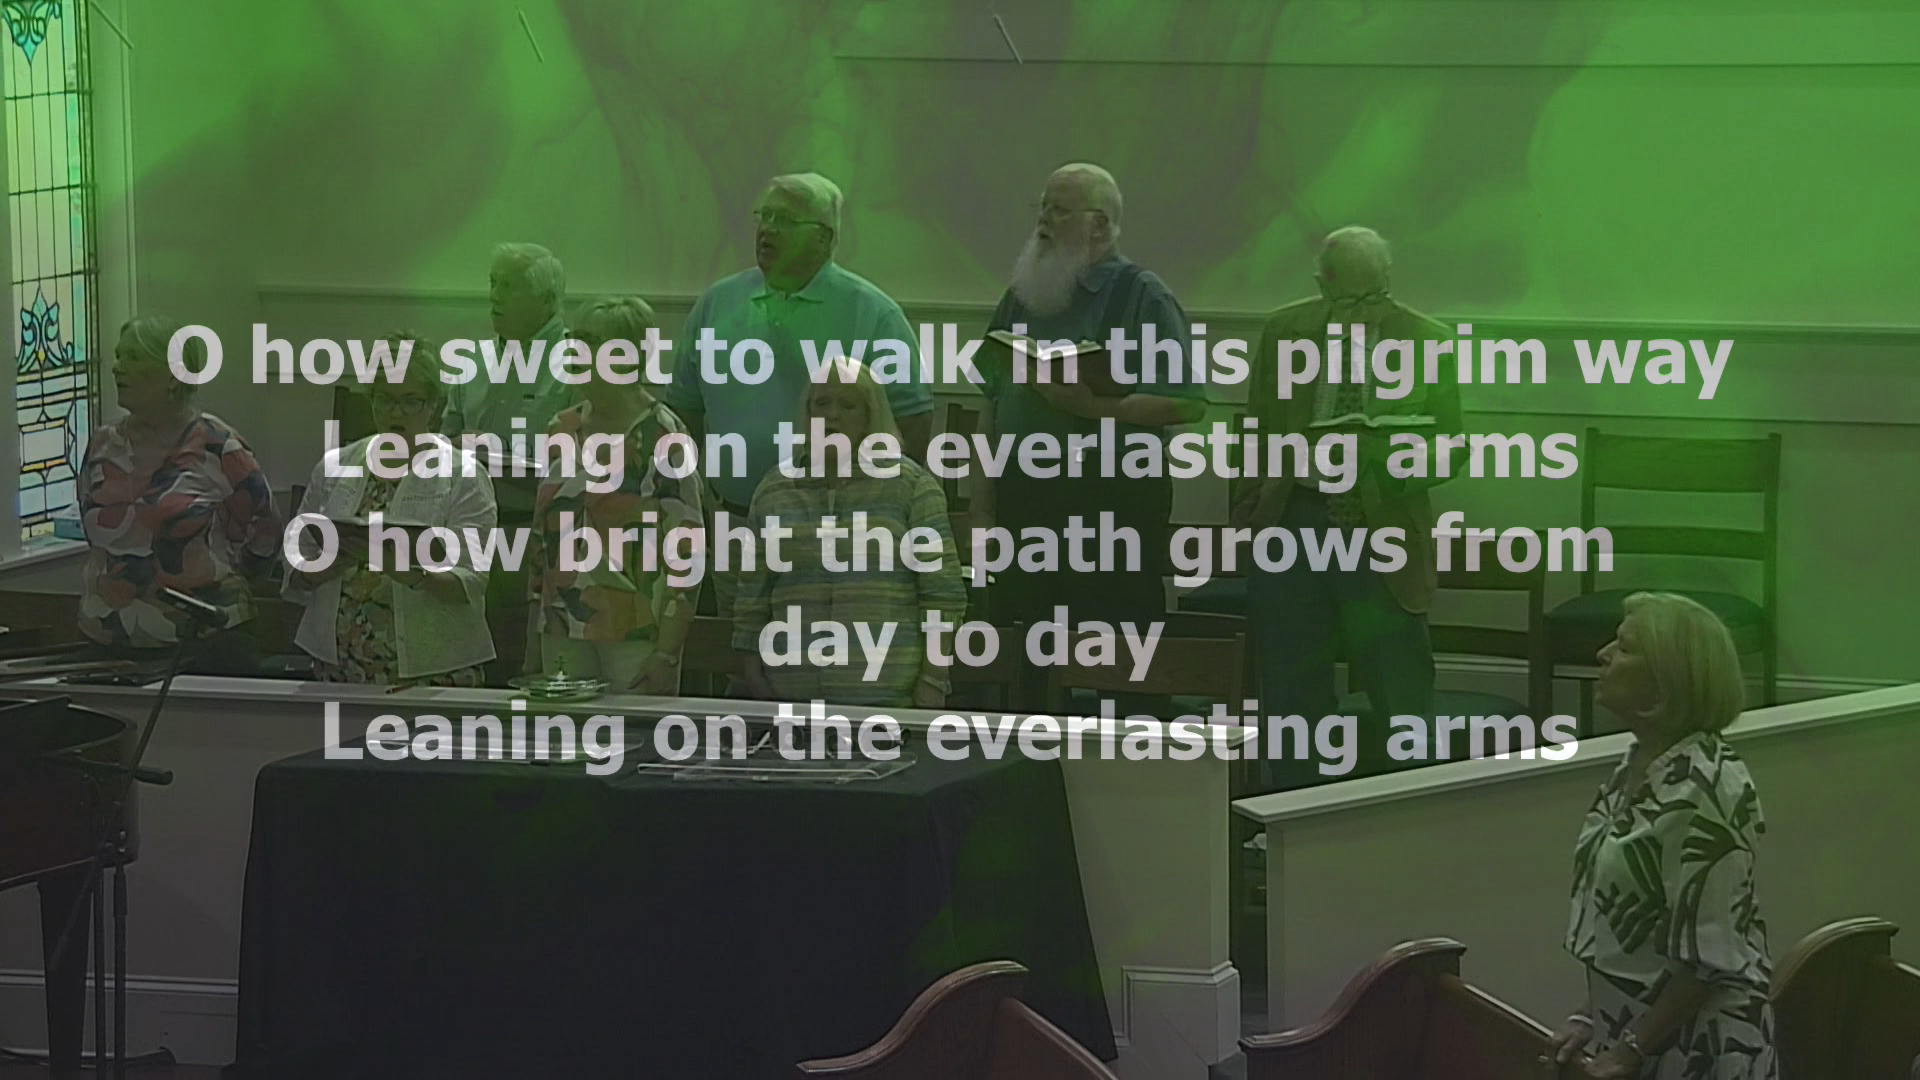 O how sweet to walk in this pilgrim way
Leaning on the everlasting arms
O how bright the path grows from
day to day
Leaning on the everlasting arms